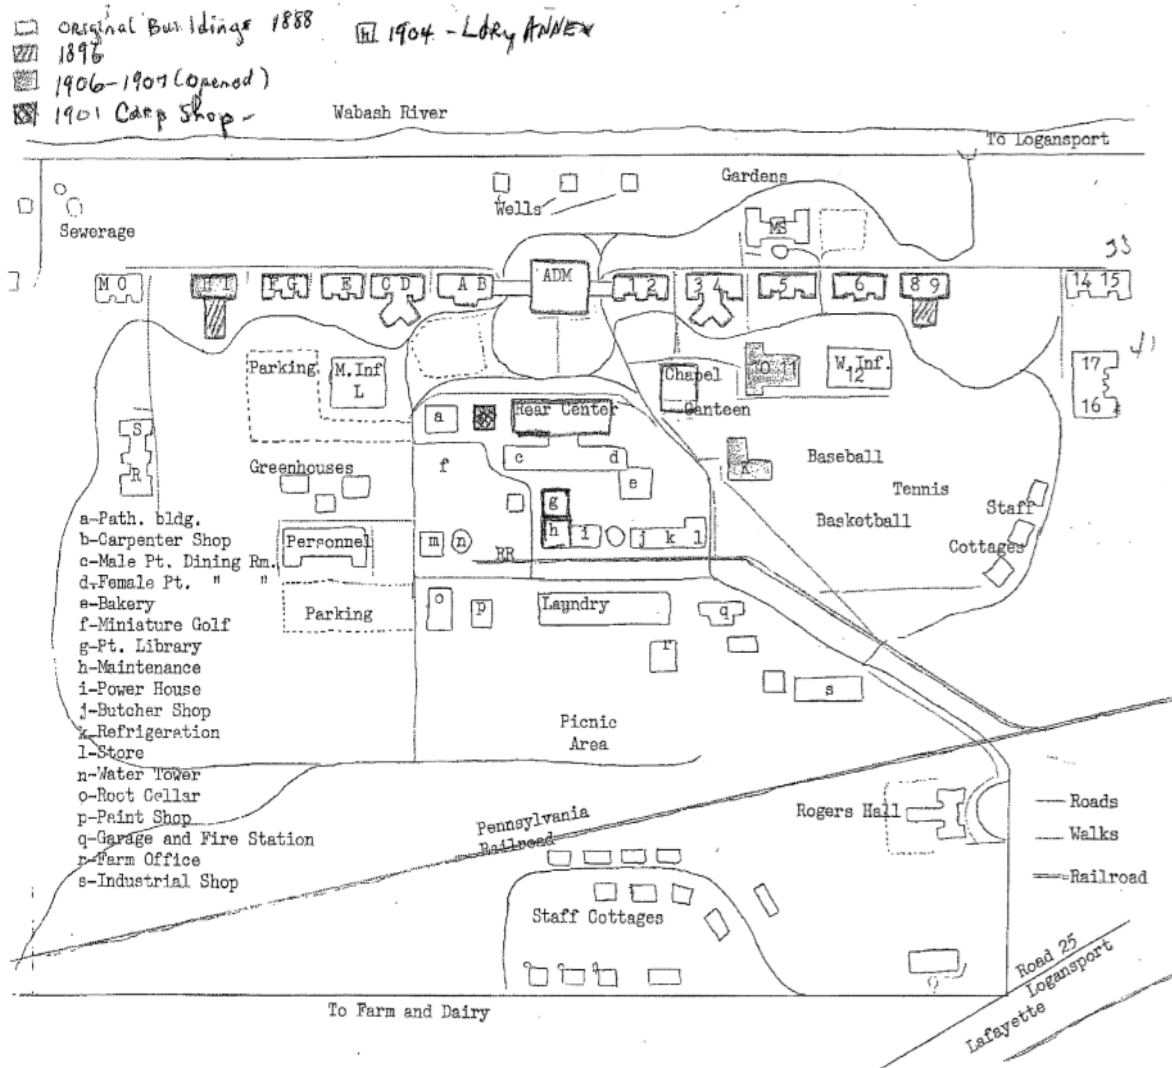 Original Buildings 1888
h 1904 - Ldry ANNEX
1896
1906-1907 (Opened)
1901 Carp Shop -
Wabash River
To Logansport
Gardens
Wells
Sewerage
MS
33
M O
H I
F G
E
C D
A B
ADM
1 2
3 4
5
6
8 9
14 15
Parking
M.Inf
L
Chapel
10 11
W. Inf.
12
17
16
41
Canteen
a
Rear Center
S
R
Greenhouses
f
c
d
e
K
Baseball
Tennis
Basketball
Staff
Cottages
g
h
i
j k l
m
n
RR
Personnel
Parking
a-Path. bldg.
b-Carpenter Shop
c-Male Pt. Dining Rm.
d-Female Pt. " "
e-Bakery
f-Miniature Golf
g-Pt. Library
h-Maintenance
i-Power House
j-Butcher Shop
k-Refrigeration
l-Store
n-Water Tower
o-Root Cellar
p-Paint Shop
q-Garage and Fire Station
r-Farm Office
s-Industrial Shop
o
p
Laundry
q
r
s
Picnic
Area
Pennsylvania
Railroad
Rogers Hall
Roads
Walks
Railroad
Staff Cottages
Road 25
Logansport
Lafayette
To Farm and Dairy